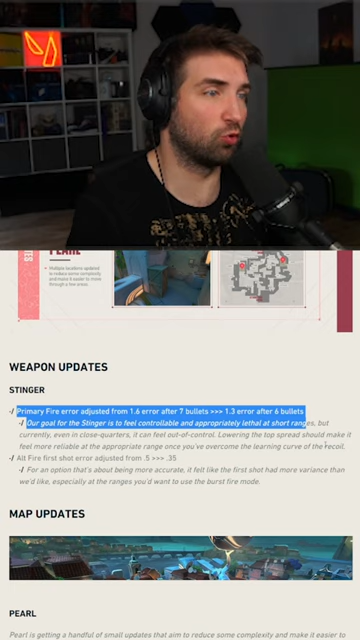 PEARL
• Multiple locations updated to reduce some complexity and make it easier to move through a few areas.
WEAPON UPDATES
STINGER
-/ Primary Fire error adjusted from 1.6 error after 7 bullets >>> 1.3 error after 6 bullets
-/ Our goal for the Stinger is to feel controllable and appropriately lethal at short ranges, but
currently, even in close-quarters, it can feel out-of-control. Lowering the top spread should make it
feel more reliable at the appropriate range once you've overcome the learning curve of the recoil.
-/ Alt Fire first shot error adjusted from .5 >>> .35
-/ For an option that's about being more accurate, it felt like the first shot had more variance than
we'd like, especially at the ranges you'd want to use the burst fire mode.
MAP UPDATES
PEARL
Pearl is getting a handful of small updates that aim to reduce some complexity and make it easier to